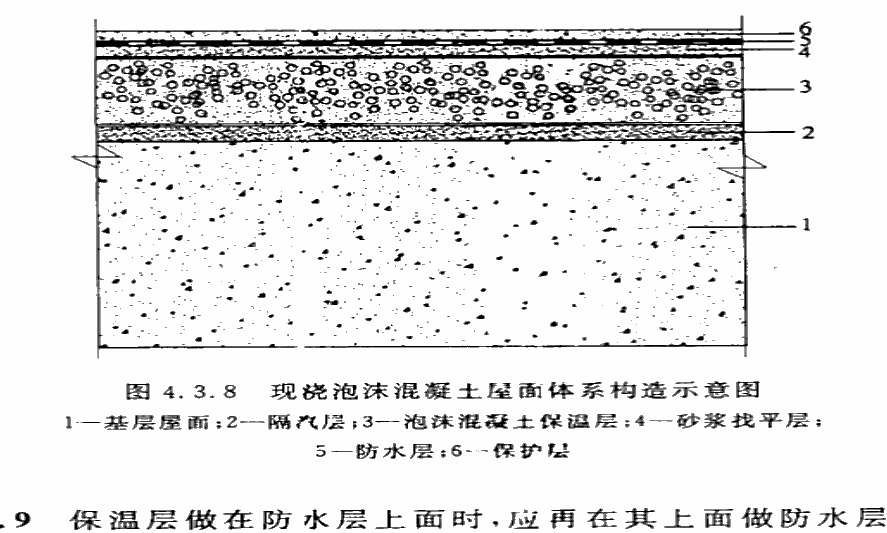 6
5
4
3
2
1
图 4.3.8 现浇泡沫混凝土屋面体系构造示意图
1—基层屋面;2—隔汽层;3—泡沫混凝土保温层;4—砂浆找平层;
5—防水层;6—保护层
.9 保温层做在防水层上面时,应再在其上面做防水层